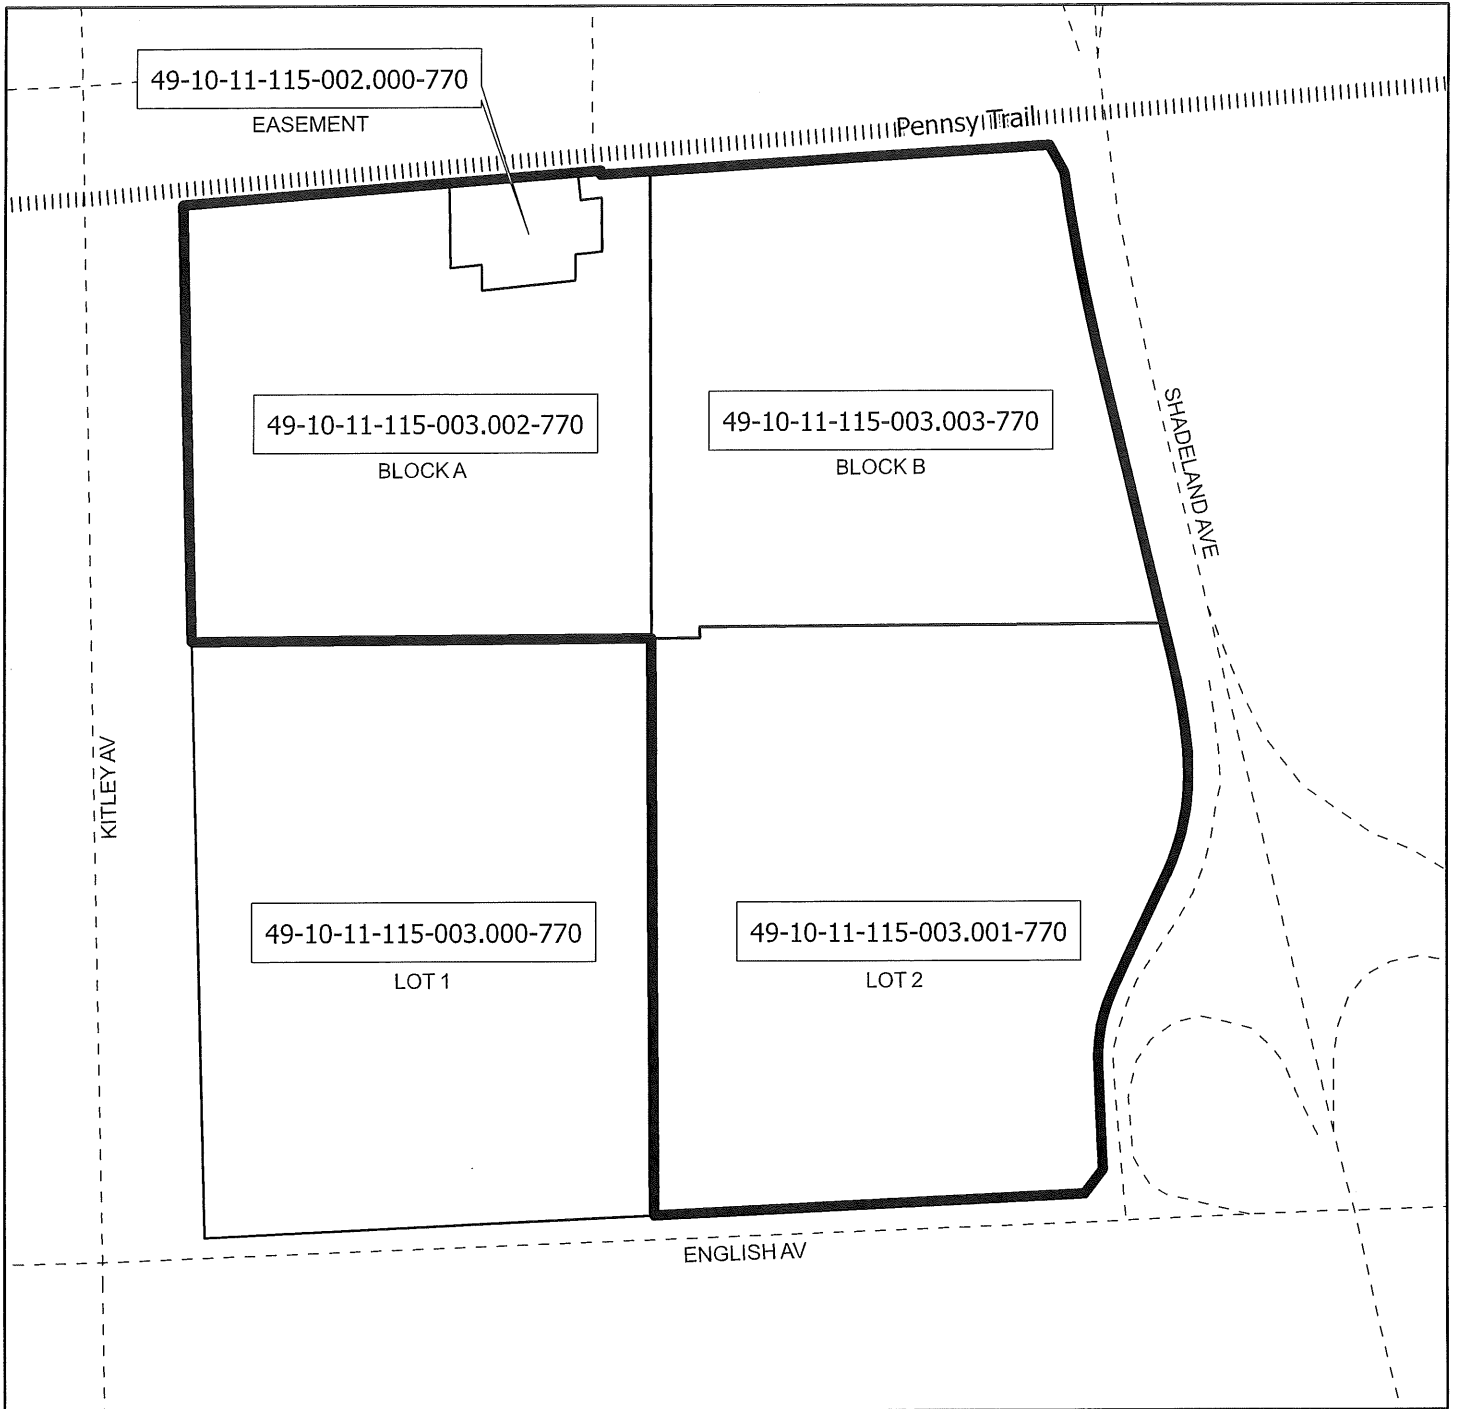 49-10-11-115-002.000-770
EASEMENT
Pennsy Trail
49-10-11-115-003.002-770
BLOCK A
49-10-11-115-003.003-770
BLOCK B
SHADELAND AVE
KITLEY AV
49-10-11-115-003.000-770
LOT 1
49-10-11-115-003.001-770
LOT 2
ENGLISH AV